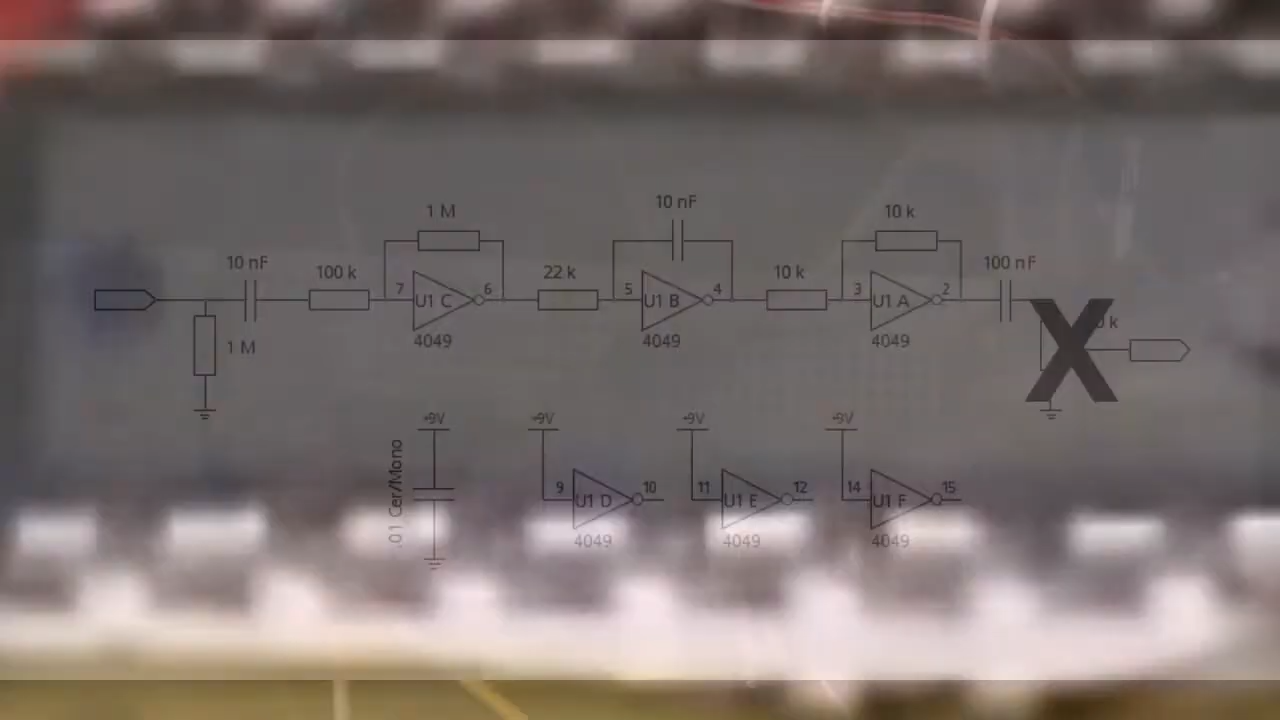 10 nF
100 k
1 M
22 k
10 nF
10 k
10 k
100 nF
7
U1 C
6
5
U1 B
4
3
U1 A
2
1 M
4049
4049
4049
X
+9V
+9V
+9V
+9V
.01 Cer/Mono
9
U1 D
10
11
U1 E
12
14
U1 F
15
4049
4049
4049